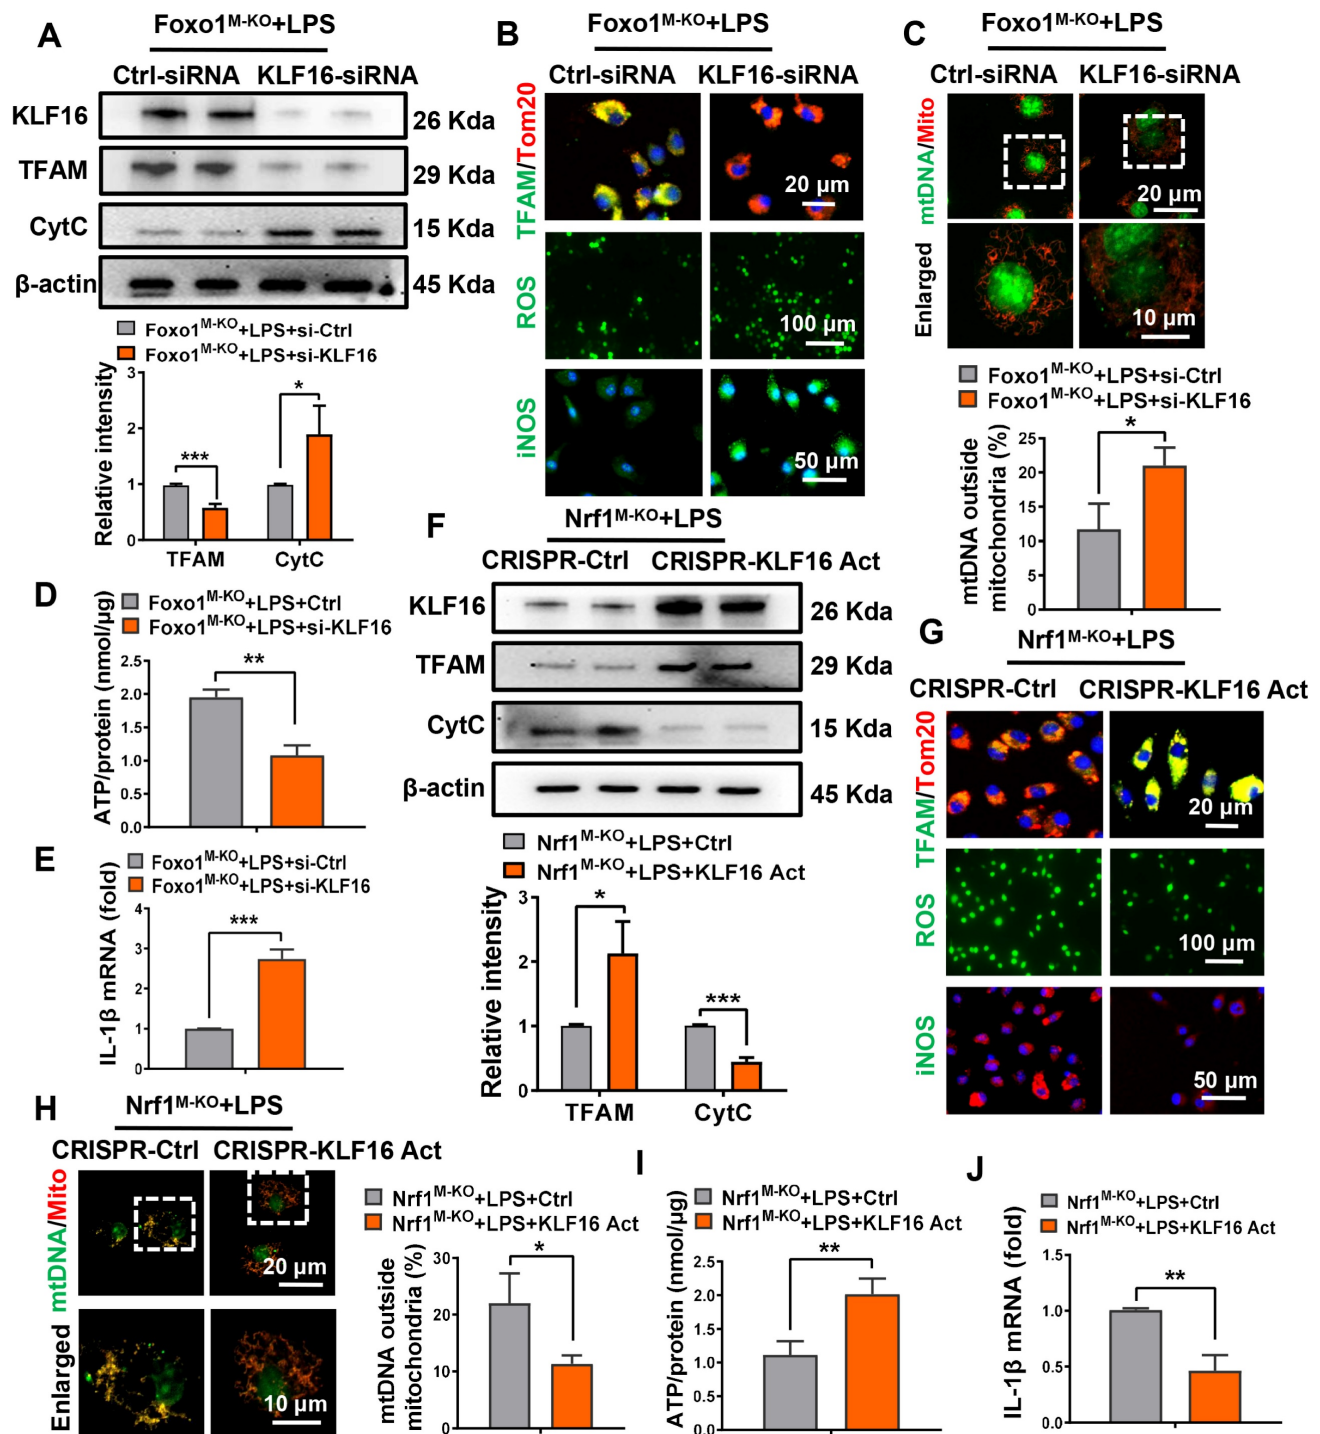 A
Foxo1M-KO+LPS
Ctrl-siRNA KLF16-siRNA
KLF16 26 Kda
TFAM 29 Kda
CytC 15 Kda
β-actin 45 Kda
Foxo1M-KO+LPS+si-Ctrl
Foxo1M-KO+LPS+si-KLF16
Relative intensity
3
2
1
0
*** *
TFAM CytC
B
Foxo1M-KO+LPS
Ctrl-siRNA KLF16-siRNA
TFAM/Tom20
20 μm
ROS
100 μm
iNOS
50 μm
C
Foxo1M-KO+LPS
Ctrl-siRNA KLF16-siRNA
mtDNA/Mito
20 μm
Enlarged
10 μm
Foxo1M-KO+LPS+si-Ctrl
Foxo1M-KO+LPS+si-KLF16
mtDNA outside
mitochondria (%)
25
20
15
10
5
0
*
D
Foxo1M-KO+LPS+Ctrl
Foxo1M-KO+LPS+si-KLF16
ATP/protein (nmol/μg)
2.5
2.0
1.5
1.0
0.5
0.0
**
E
Foxo1M-KO+LPS+si-Ctrl
Foxo1M-KO+LPS+si-KLF16
IL-1β mRNA (fold)
4
3
2
1
0
***
F
Nrf1M-KO+LPS
CRISPR-Ctrl CRISPR-KLF16 Act
KLF16 26 Kda
TFAM 29 Kda
CytC 15 Kda
β-actin 45 Kda
Nrf1M-KO+LPS+Ctrl
Nrf1M-KO+LPS+KLF16 Act
Relative intensity
3
2
1
0
* ***
TFAM CytC
G
Nrf1M-KO+LPS
CRISPR-Ctrl CRISPR-KLF16 Act
TFAM/Tom20
20 μm
ROS
100 μm
iNOS
50 μm
H
Nrf1M-KO+LPS
CRISPR-Ctrl CRISPR-KLF16 Act
mtDNA/Mito
20 μm
Enlarged
10 μm
Nrf1M-KO+LPS+Ctrl
Nrf1M-KO+LPS+KLF16 Act
mtDNA outside
mitochondria (%)
30
20
10
0
*
I
Nrf1M-KO+LPS+Ctrl
Nrf1M-KO+LPS+KLF16 Act
ATP/protein (nmol/μg)
2.5
2.0
1.5
1.0
0.5
0.0
**
J
Nrf1M-KO+LPS+Ctrl
Nrf1M-KO+LPS+KLF16 Act
IL-1β mRNA (fold)
1.5
1.0
0.5
0.0
**